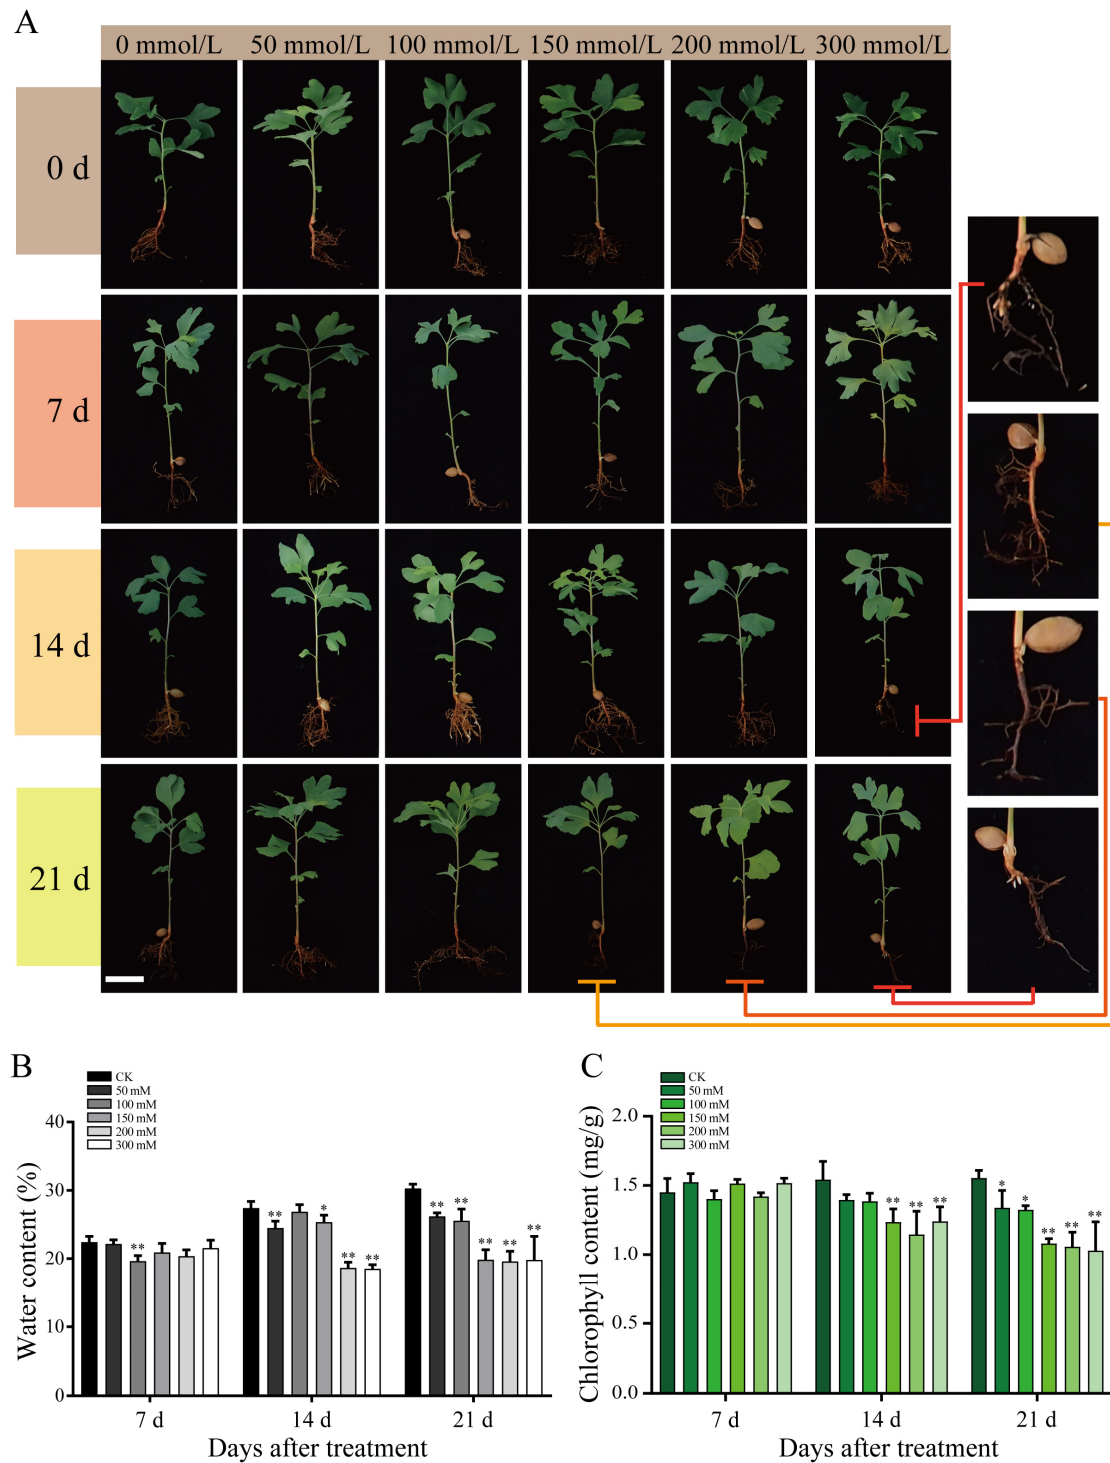 A
0 mmol/L 50 mmol/L 100 mmol/L 150 mmol/L 200 mmol/L 300 mmol/L
0 d
7 d
14 d
21 d
B
CK
50 mM
100 mM
150 mM
200 mM
300 mM
Water content (%)
40
30
20
10
0
** ** * ** ** ** ** ** ** **
7 d 14 d 21 d
Days after treatment
C
CK
50 mM
100 mM
150 mM
200 mM
300 mM
Chlorophyll content (mg/g)
2.0
1.5
1.0
0.5
0.0
** ** ** * * ** ** **
7 d 14 d 21 d
Days after treatment